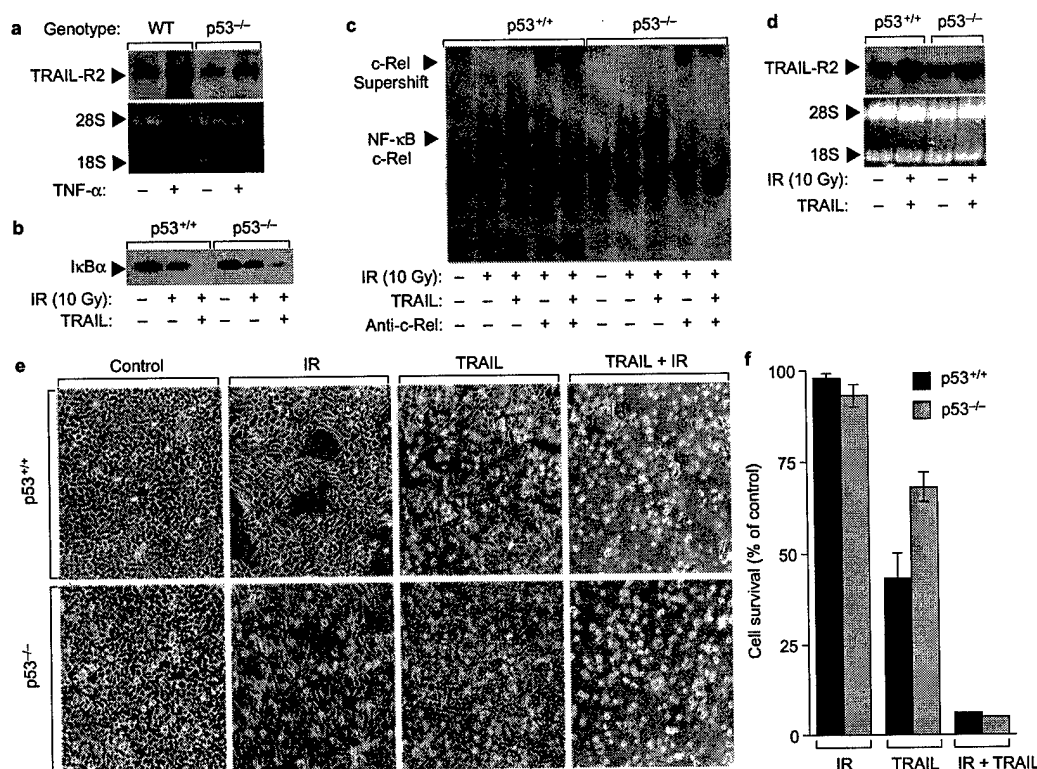 a
Genotype: WT p53–/–
TRAIL-R2
28S
18S
TNF-α: – + – +
b
p53+/+ p53–/–
IκBα
IR (10 Gy): – + + – + +
TRAIL: – – + – – +
c
p53+/+ p53–/–
c-Rel
Supershift
NF-κB
c-Rel
IR (10 Gy): – + + + + – + + + +
TRAIL: – – + – + – – + – +
Anti-c-Rel: – – – + + – – – + +
d
p53+/+ p53–/–
TRAIL-R2
28S
18S
IR (10 Gy): – + – +
TRAIL: – + – +
e
Control IR TRAIL TRAIL + IR
p53+/+
p53–/–
f
p53+/+
p53–/–
Cell survival (% of control)
100
75
50
25
0
IR TRAIL IR + TRAIL